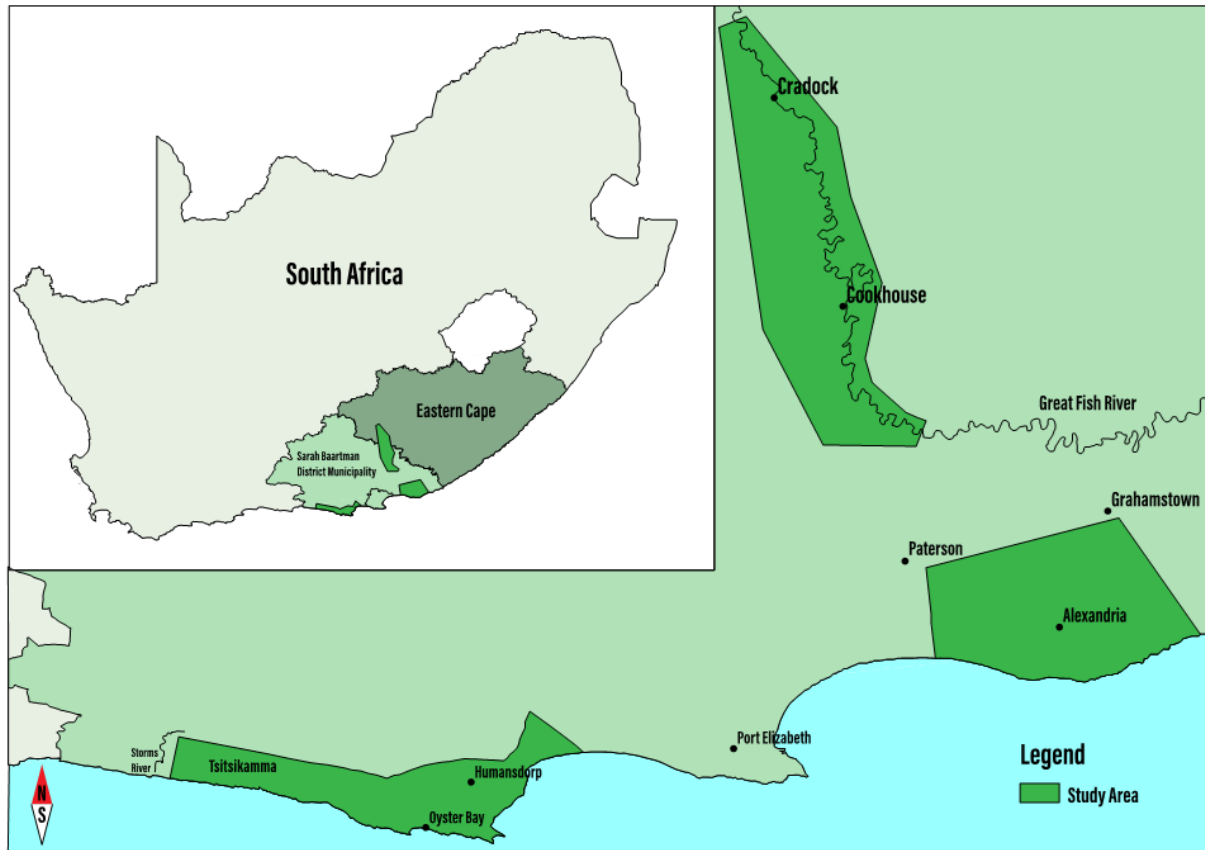 South Africa
Eastern Cape
Sarah Baartman
District Municipality
Cradock
Cookhouse
Great Fish River
Grahamstown
Paterson
Alexandria
Port Elizabeth
Storms
River
Tsitsikamma
Humansdorp
Oyster Bay
N
S
Legend
Study Area